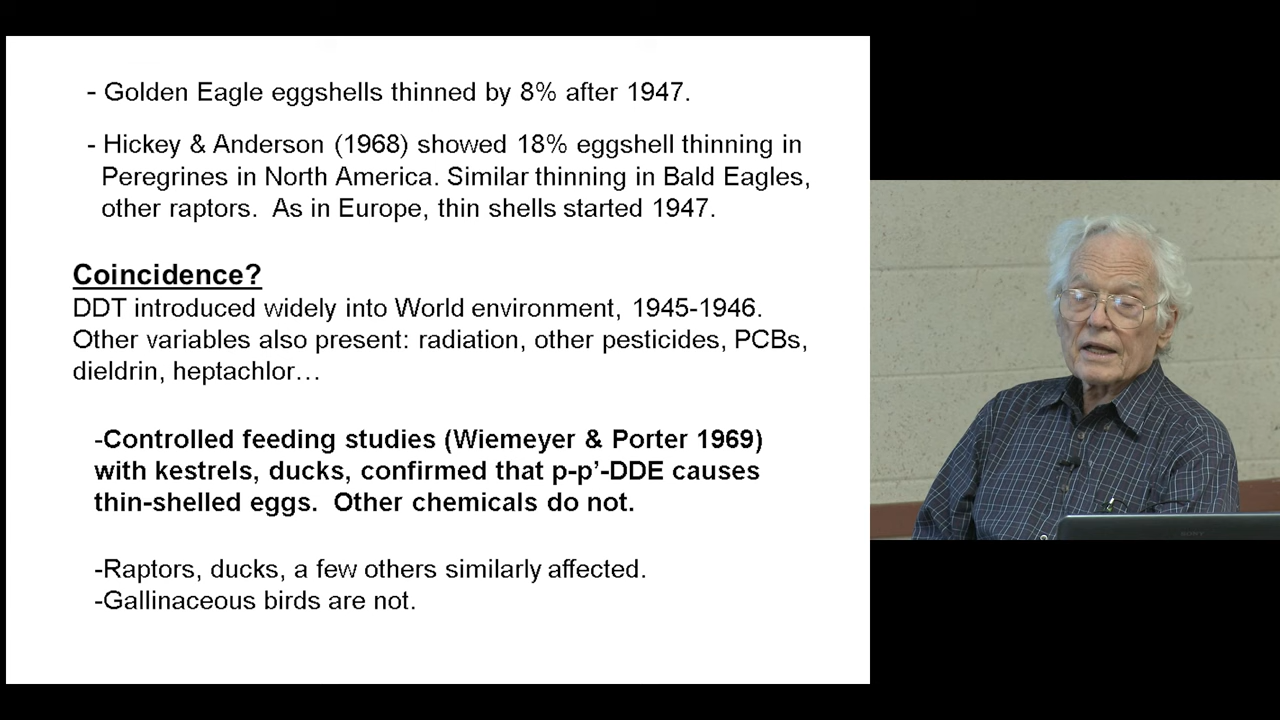 - Golden Eagle eggshells thinned by 8% after 1947.
- Hickey & Anderson (1968) showed 18% eggshell thinning in
Peregrines in North America. Similar thinning in Bald Eagles,
other raptors.  As in Europe, thin shells started 1947.
Coincidence?
DDT introduced widely into World environment, 1945-1946.
Other variables also present: radiation, other pesticides, PCBs,
dieldrin, heptachlor…
-Controlled feeding studies (Wiemeyer & Porter 1969)
with kestrels, ducks, confirmed that p-p’-DDE causes
thin-shelled eggs.  Other chemicals do not.
-Raptors, ducks, a few others similarly affected.
-Gallinaceous birds are not.
SONY